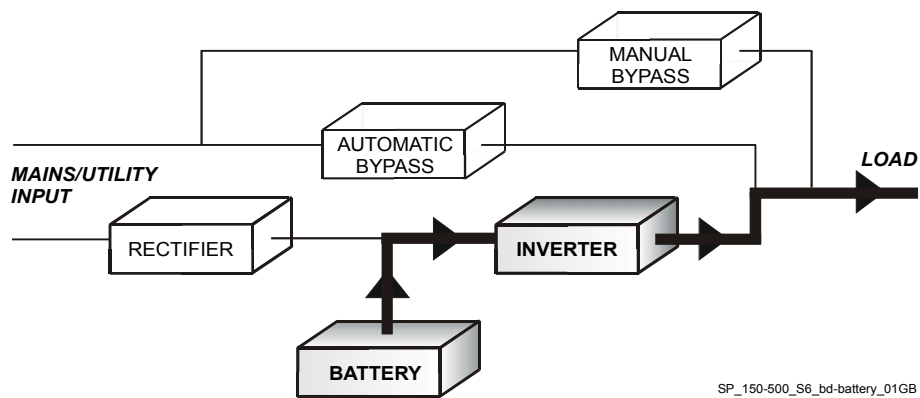 MANUAL
BYPASS
AUTOMATIC
BYPASS
LOAD
MAINS/UTILITY
INPUT
RECTIFIER
INVERTER
BATTERY
SP_150-500_S6_bd-battery_01GB